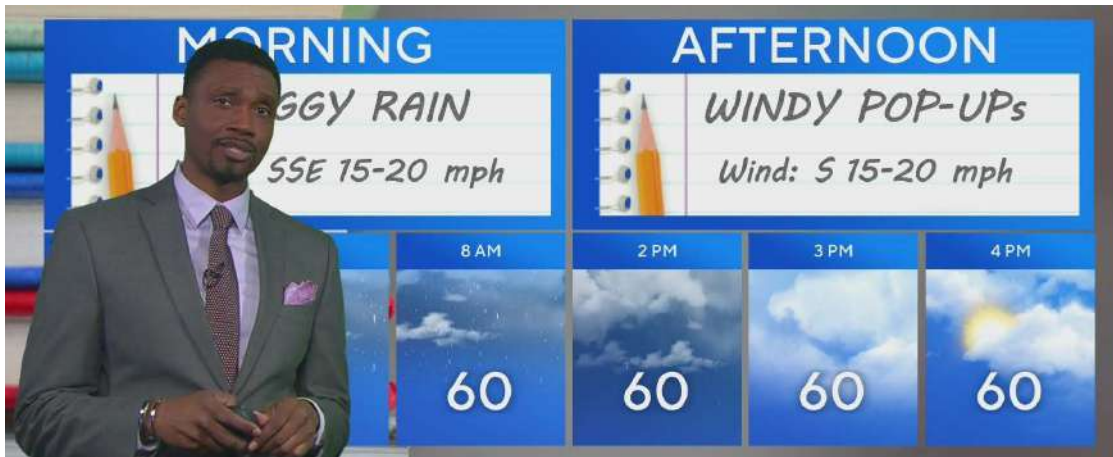 MORNING
GGY RAIN
SSE 15-20 mph
8 AM
60
AFTERNOON
WINDY POP-UPs
Wind: S 15-20 mph
2 PM
3 PM
4 PM
60
60
60